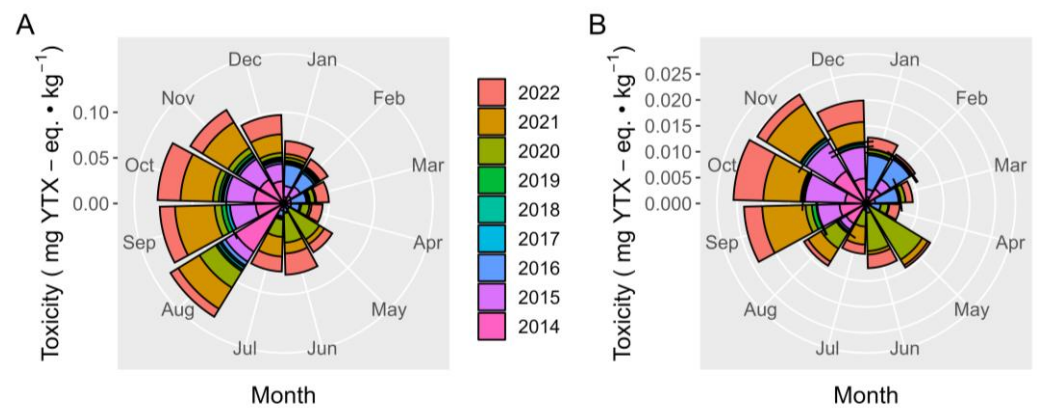 A
Toxicity ( mg YTX − eq. • kg⁻¹ )
0.10
0.05
0.00
Dec
Jan
Nov
Feb
Oct
Mar
Sep
Apr
Aug
May
Jul
Jun
Month
2022
2021
2020
2019
2018
2017
2016
2015
2014
B
Toxicity ( mg YTX − eq. • kg⁻¹ )
0.025
0.020
0.015
0.010
0.005
0.000
Dec
Jan
Nov
Feb
Oct
Mar
Sep
Apr
Aug
May
Jul
Jun
Month